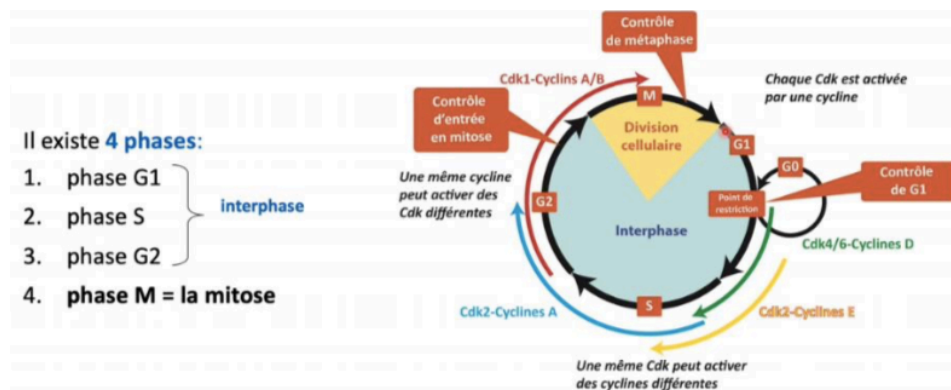 Il existe 4 phases:
1. phase G1
2. phase S
3. phase G2
interphase
4. phase M = la mitose
Contrôle
de métaphase
Cdk1-Cyclins A/B
Contrôle
d'entrée
en mitose
Chaque Cdk est activée
par une cycline
M
Division
cellulaire
G1
G0
Contrôle
de G1
Point de
restriction
Une même cycline
peut activer des
Cdk différentes
G2
Interphase
Cdk4/6-Cyclines D
Cdk2-Cyclines A
S
Cdk2-Cyclines E
Une même Cdk peut activer
des cyclines différentes